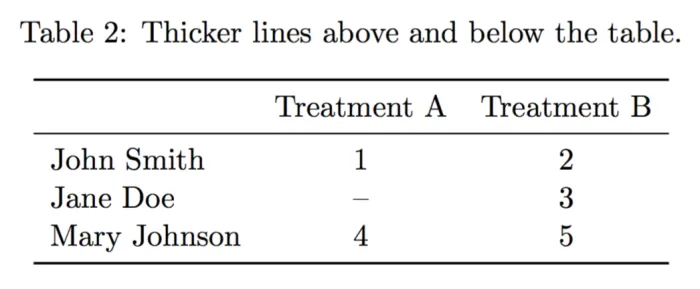 Table 2: Thicker lines above and below the table.
Treatment A Treatment B
John Smith 1 2
Jane Doe – 3
Mary Johnson 4 5